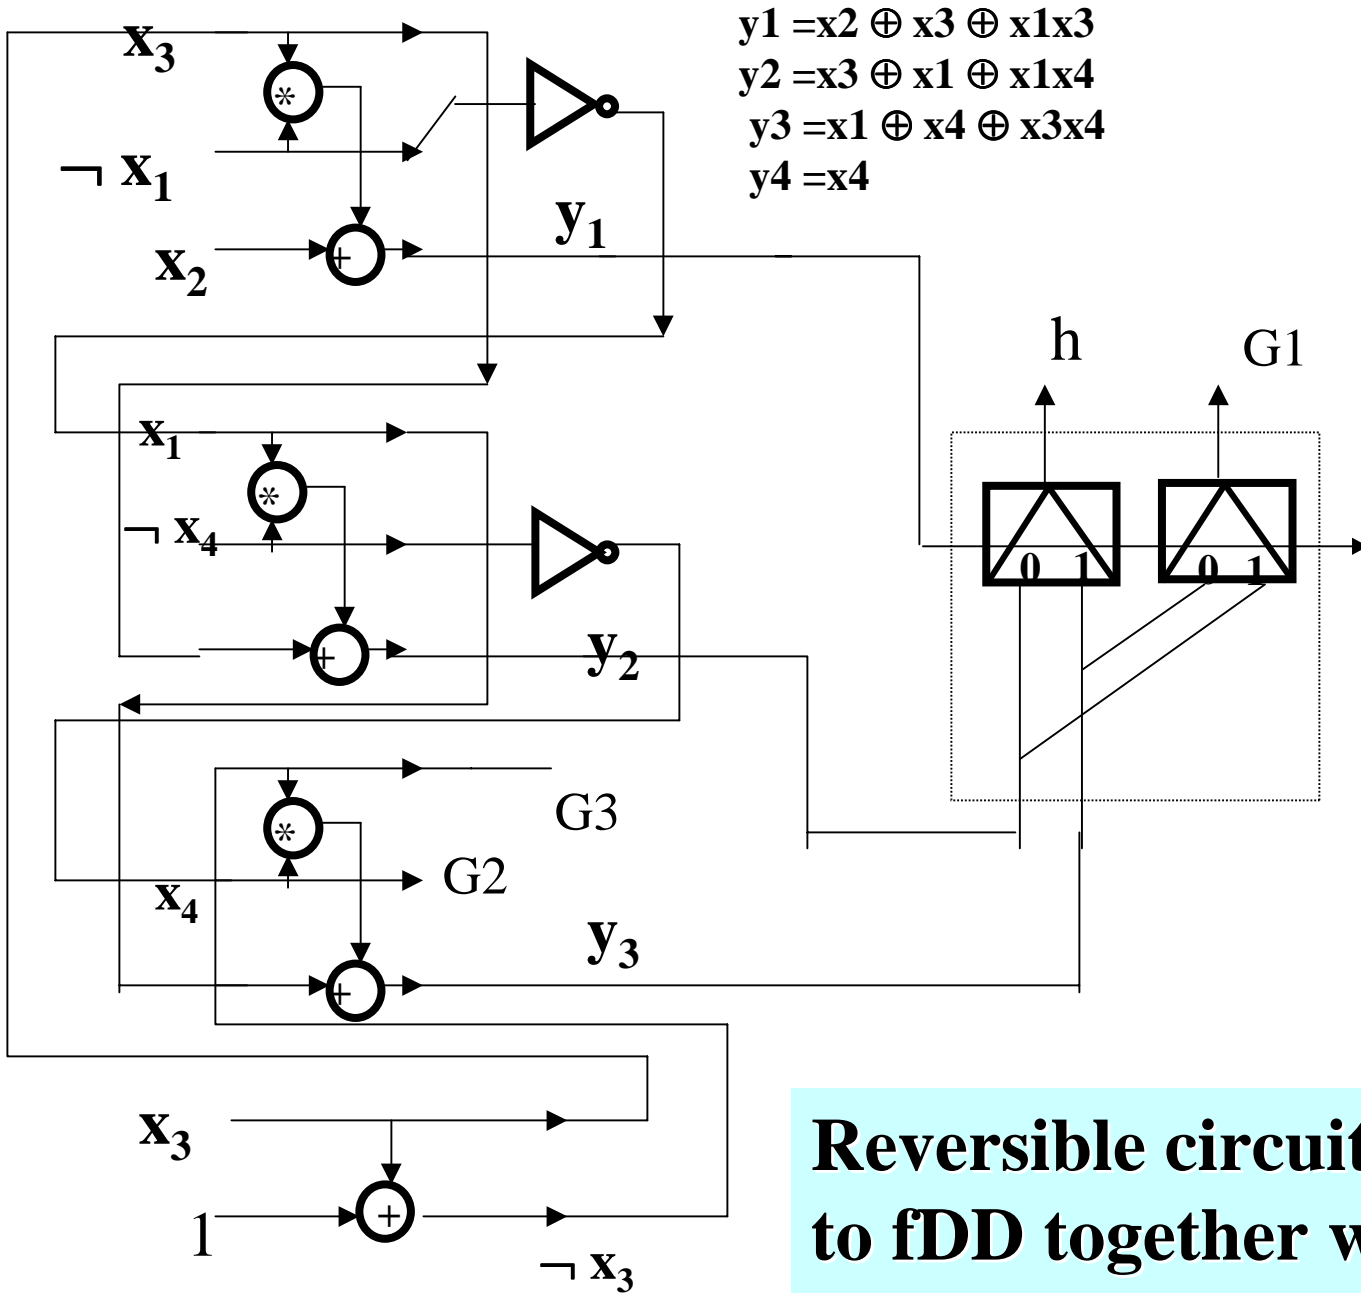 y1 =x2 ⊕ x3 ⊕ x1x3
y2 =x3 ⊕ x1 ⊕ x1x4
y3 =x1 ⊕ x4 ⊕ x3x4
y4 =x4
x3
*
¬ x1
x2
+
y1
h
G1
x1
*
¬ x4
0 1
0 1
+
y2
*
G3
x4
G2
y3
+
x3
1
+
¬ x3
Reversible circuit
to fDD together w